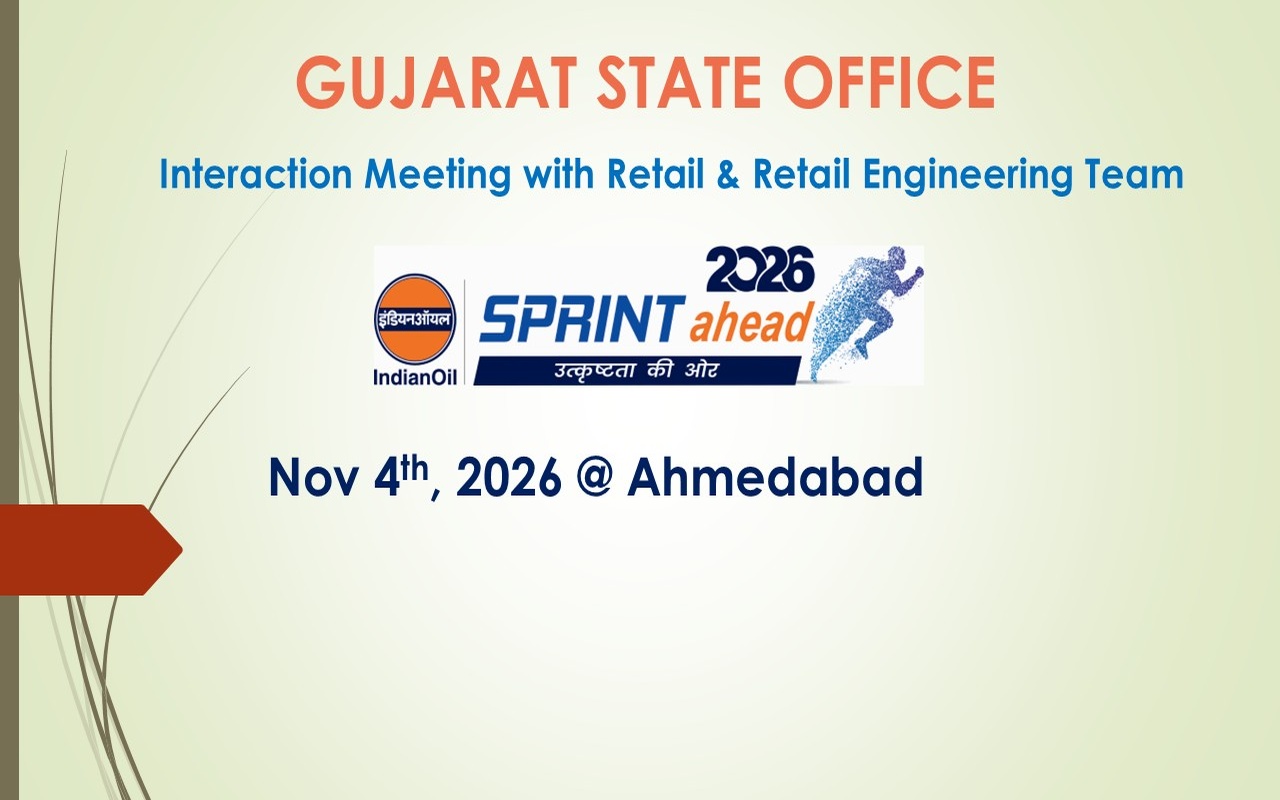 GUJARAT STATE OFFICE
Interaction Meeting with Retail & Retail Engineering Team
2026
इंडियनऑयल
SPRINT ahead
उत्कृष्टता की ओर
IndianOil
Nov 4th, 2026 @ Ahmedabad